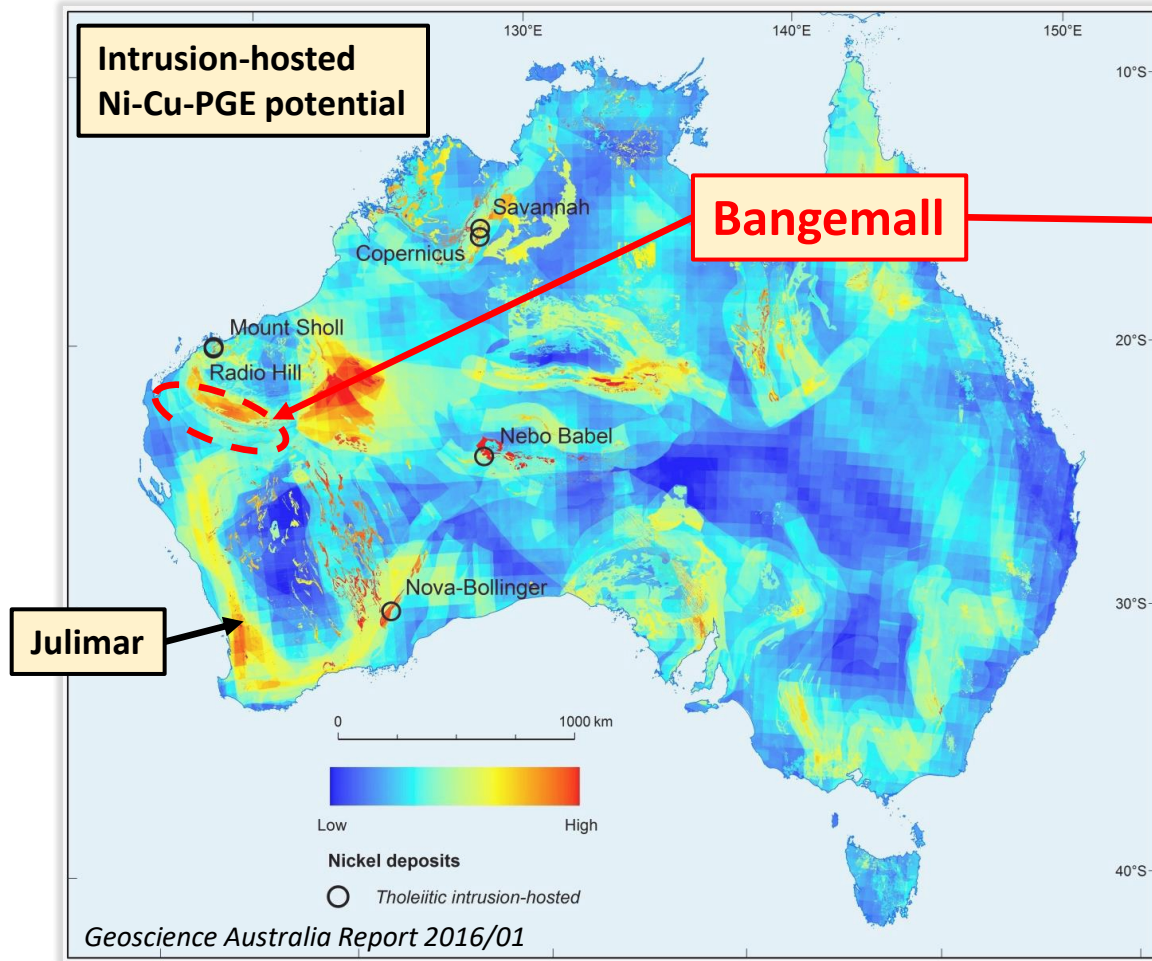 Intrusion-hosted
Ni-Cu-PGE potential
130°E
140°E
150°E
10°S
Savannah
Bangemall
Copernicus
Mount Sholl
20°S
Radio Hill
Nebo Babel
Nova-Bollinger
30°S
Julimar
0
1000 km
Low
High
Nickel deposits
Tholeiitic intrusion-hosted
40°S
Geoscience Australia Report 2016/01